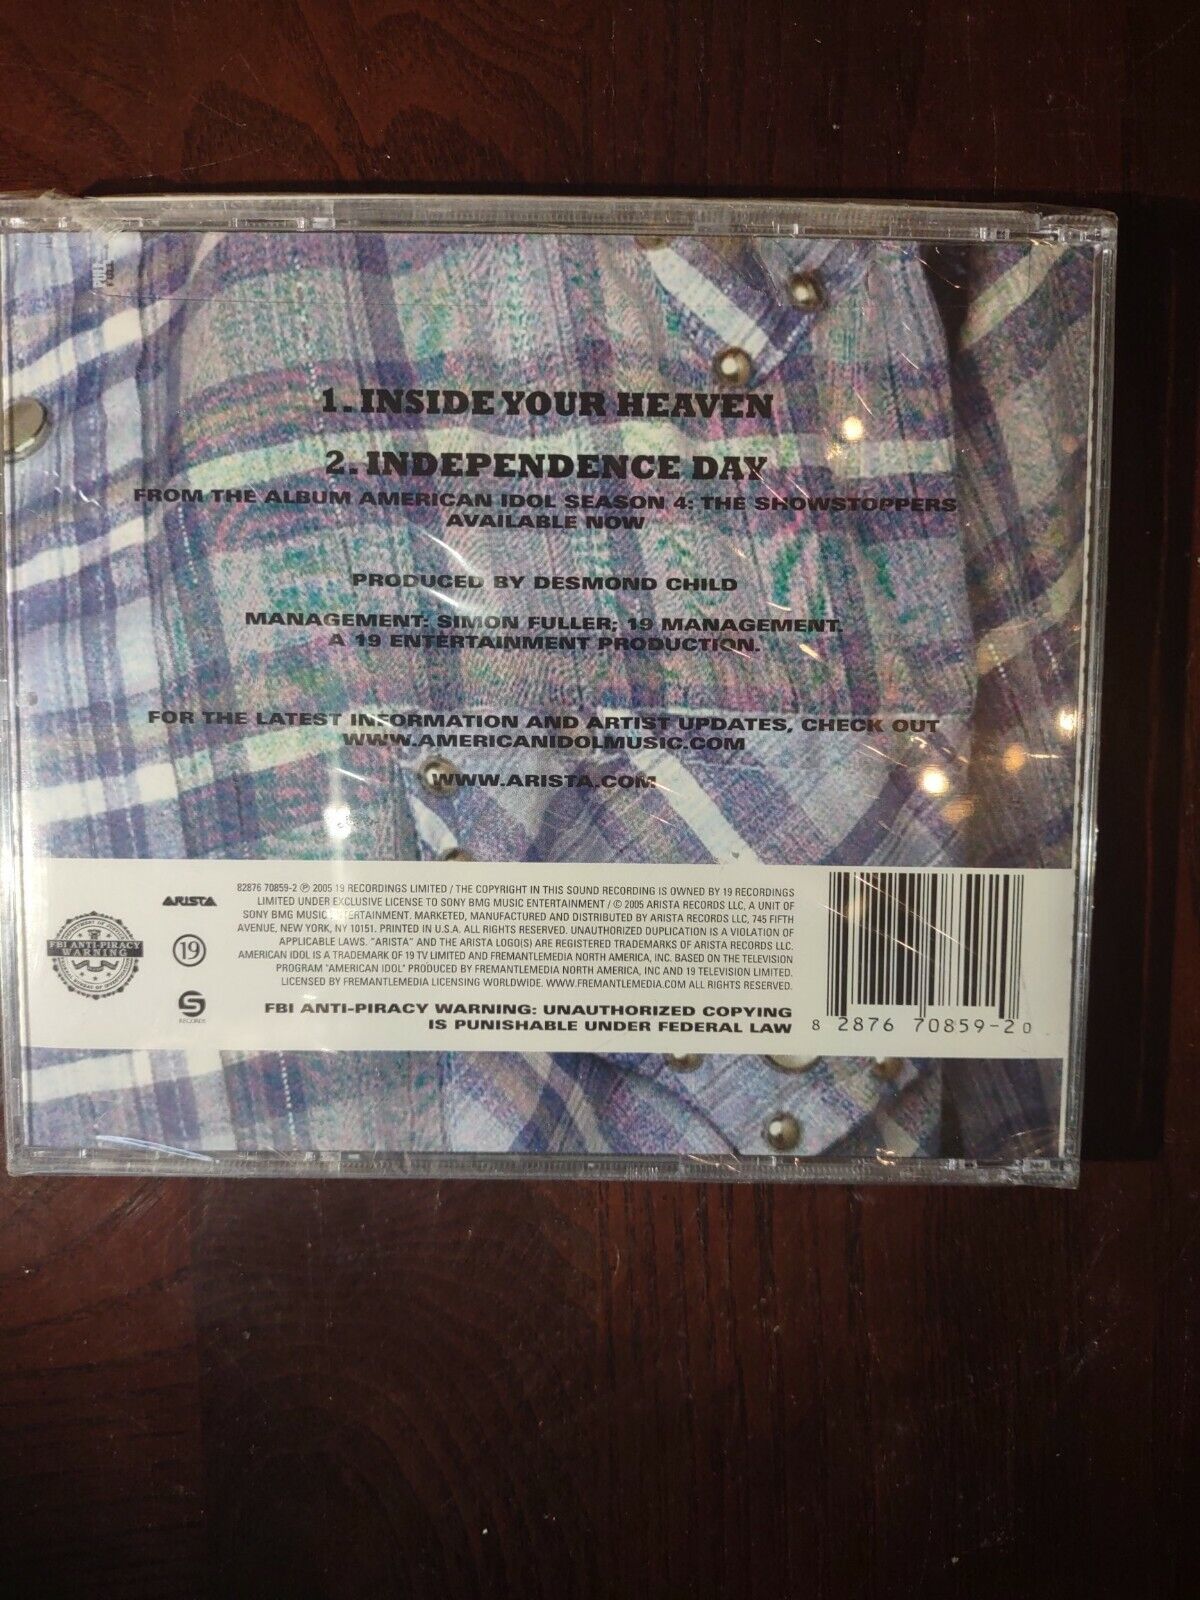 1. INSIDE YOUR HEAVEN
2. INDEPENDENCE DAY
FROM THE ALBUM AMERICAN IDOL SEASON 4: THE SHOWSTOPPERS
AVAILABLE NOW
PRODUCED BY DESMOND CHILD
MANAGEMENT: SIMON FULLER; 19 MANAGEMENT.
A 19 ENTERTAINMENT PRODUCTION.
FOR THE LATEST INFORMATION AND ARTIST UPDATES, CHECK OUT
WWW.AMERICANIDOLMUSIC.COM
WWW.ARISTA.COM
FBI ANTI-PIRACY
WARNING
ARISTA
19
S
RECORDS
82876 70859-2 ℗ 2005 19 RECORDINGS LIMITED / THE COPYRIGHT IN THIS SOUND RECORDING IS OWNED BY 19 RECORDINGS
LIMITED UNDER EXCLUSIVE LICENSE TO SONY BMG MUSIC ENTERTAINMENT / © 2005 ARISTA RECORDS LLC, A UNIT OF
SONY BMG MUSIC ENTERTAINMENT. MARKETED, MANUFACTURED AND DISTRIBUTED BY ARISTA RECORDS LLC, 745 FIFTH
AVENUE, NEW YORK, NY 10151. PRINTED IN U.S.A. ALL RIGHTS RESERVED. UNAUTHORIZED DUPLICATION IS A VIOLATION OF
APPLICABLE LAWS. "ARISTA" AND THE ARISTA LOGO(S) ARE REGISTERED TRADEMARKS OF ARISTA RECORDS LLC.
AMERICAN IDOL IS A TRADEMARK OF 19 TV LIMITED AND FREMANTLEMEDIA NORTH AMERICA, INC. BASED ON THE TELEVISION
PROGRAM "AMERICAN IDOL" PRODUCED BY FREMANTLEMEDIA NORTH AMERICA, INC AND 19 TELEVISION LIMITED.
LICENSED BY FREMANTLEMEDIA LICENSING WORLDWIDE. WWW.FREMANTLEMEDIA.COM ALL RIGHTS RESERVED.
FBI ANTI-PIRACY WARNING: UNAUTHORIZED COPYING
IS PUNISHABLE UNDER FEDERAL LAW
8 2876 70859-2 0